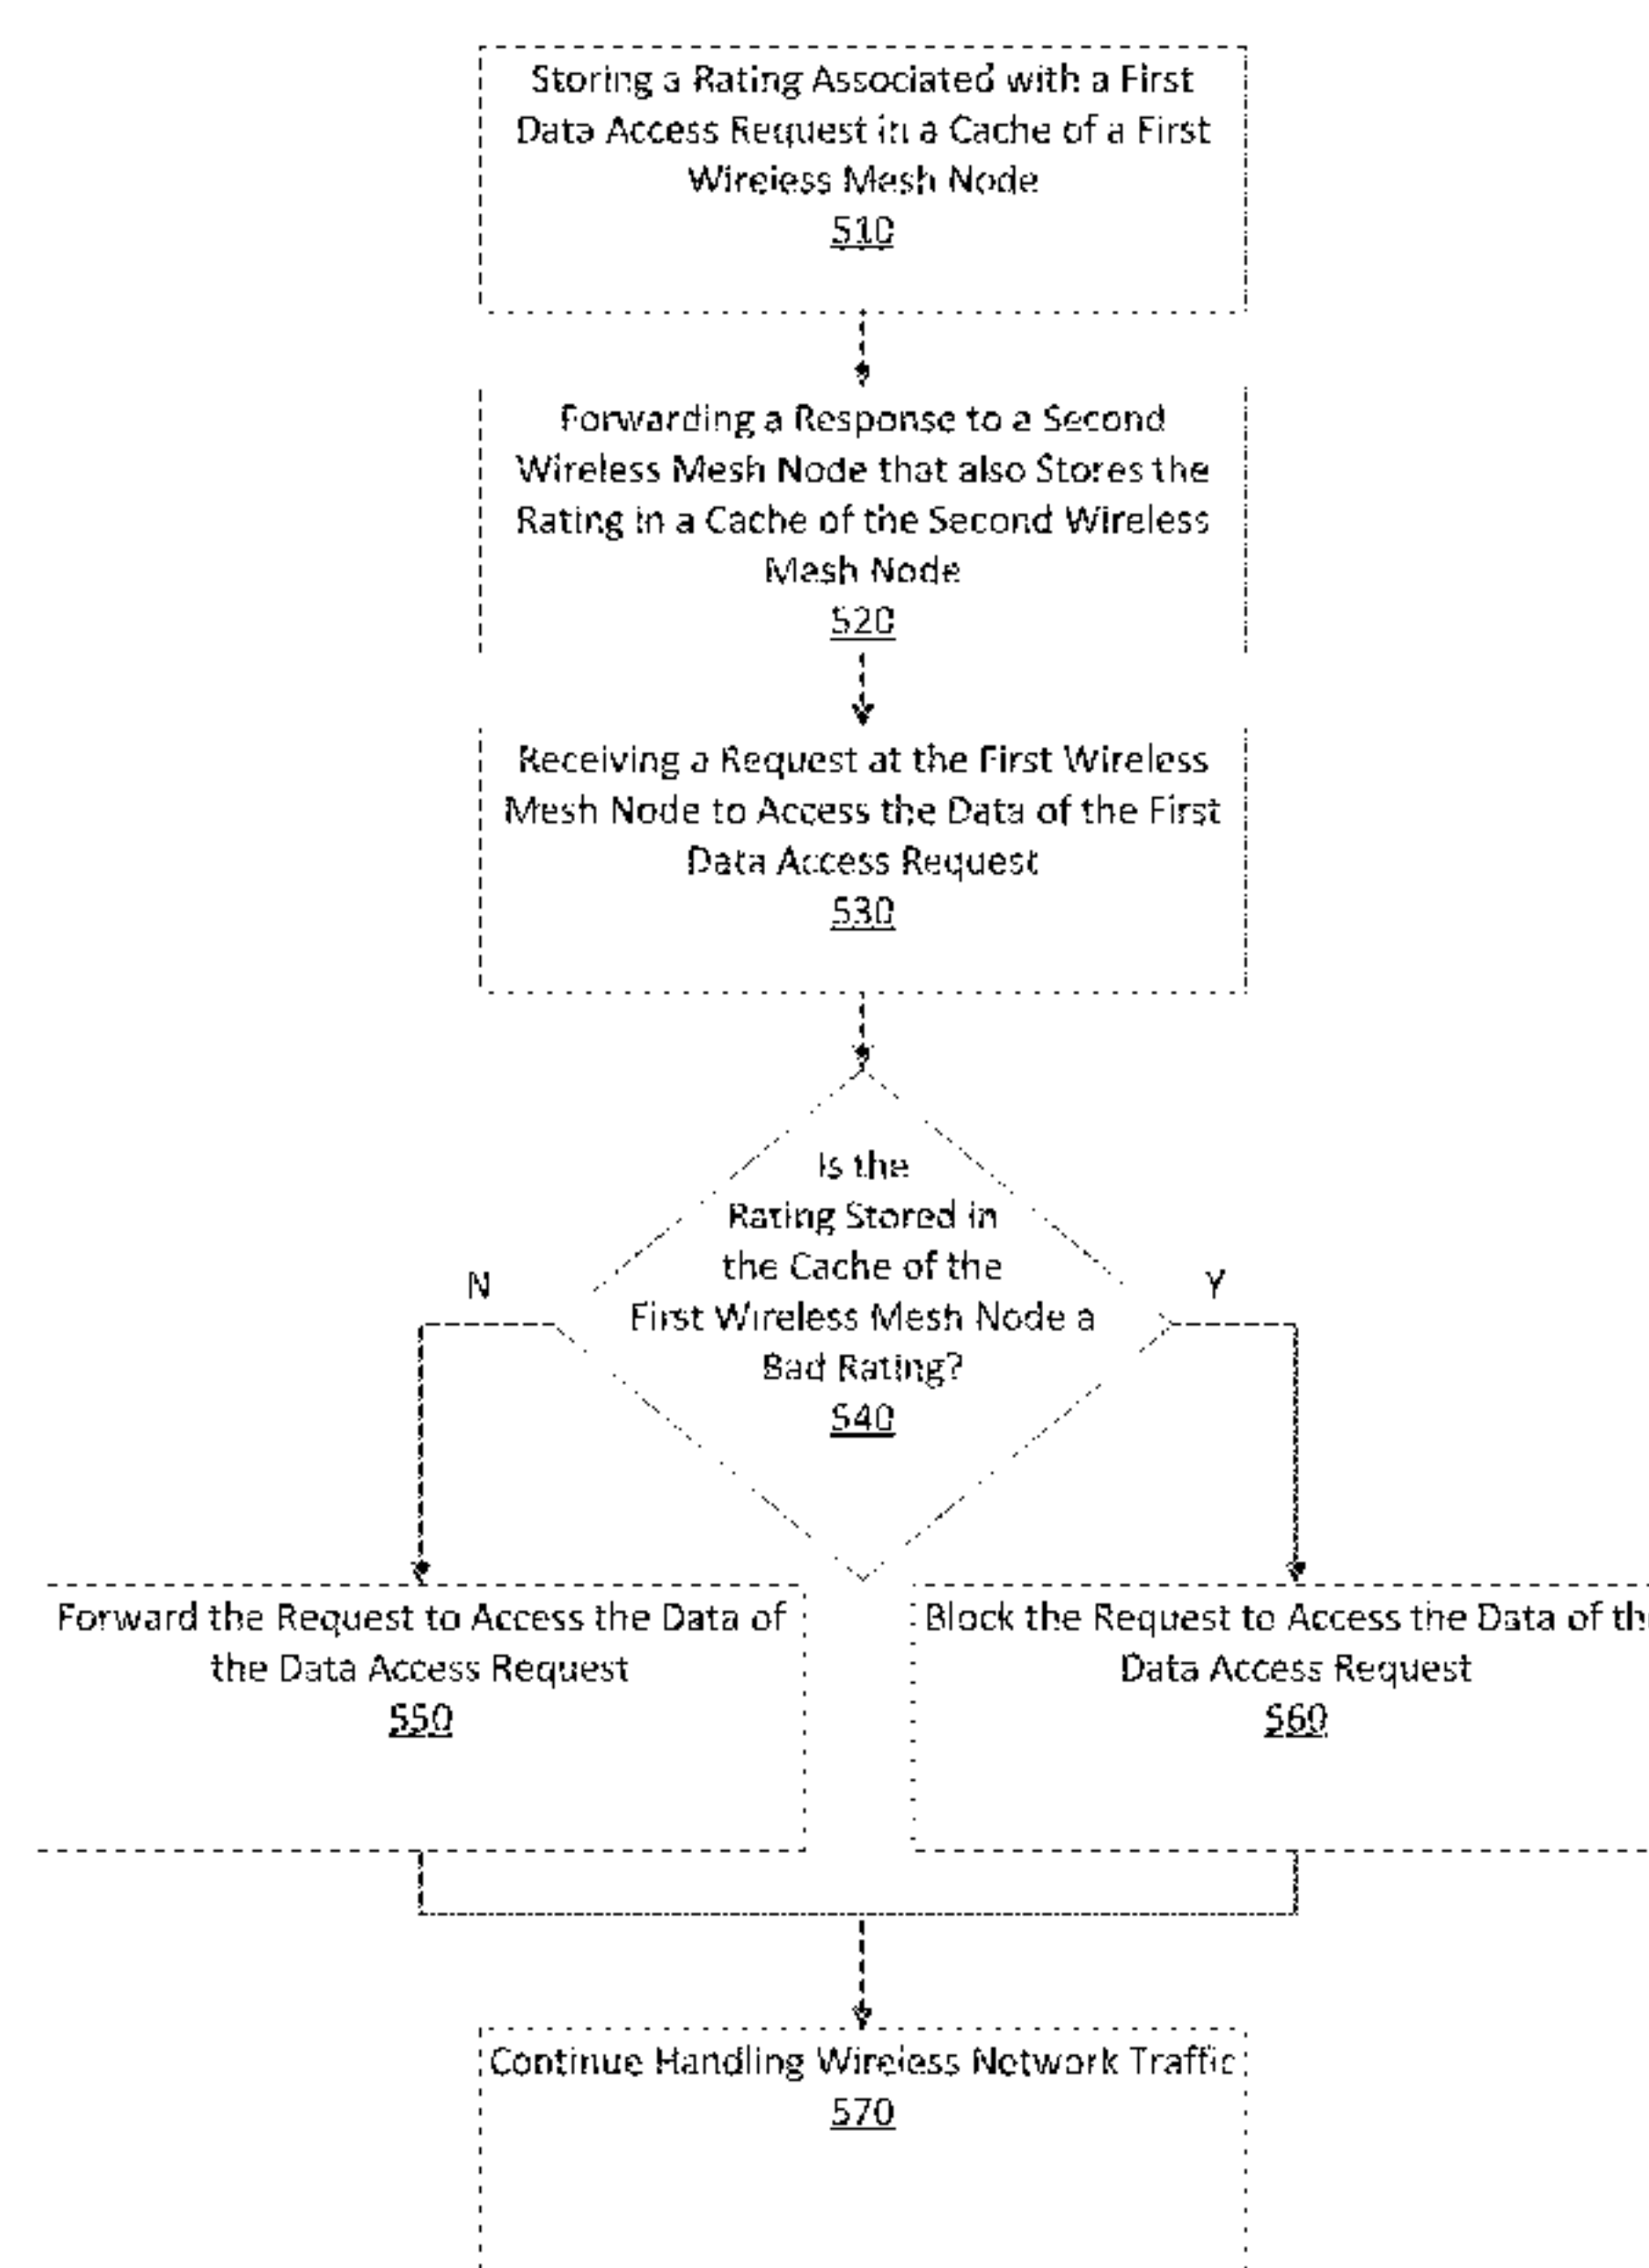 Storing a Rating Associated with a First
Data Access Request in a Cache of a First
Wireless Mesh Node
510
Forwarding a Response to a Second
Wireless Mesh Node that also Stores the
Rating in a Cache of the Second Wireless
Mesh Node
520
Receiving a Request at the First Wireless
Mesh Node to Access the Data of the First
Data Access Request
530
Is the
Rating Stored in
the Cache of the
First Wireless Mesh Node a
Bad Rating?
540
N
Y
Forward the Request to Access the Data of
the Data Access Request
550
Block the Request to Access the Data of
Data Access Request
560
Continue Handling Wireless Network Traffic
570